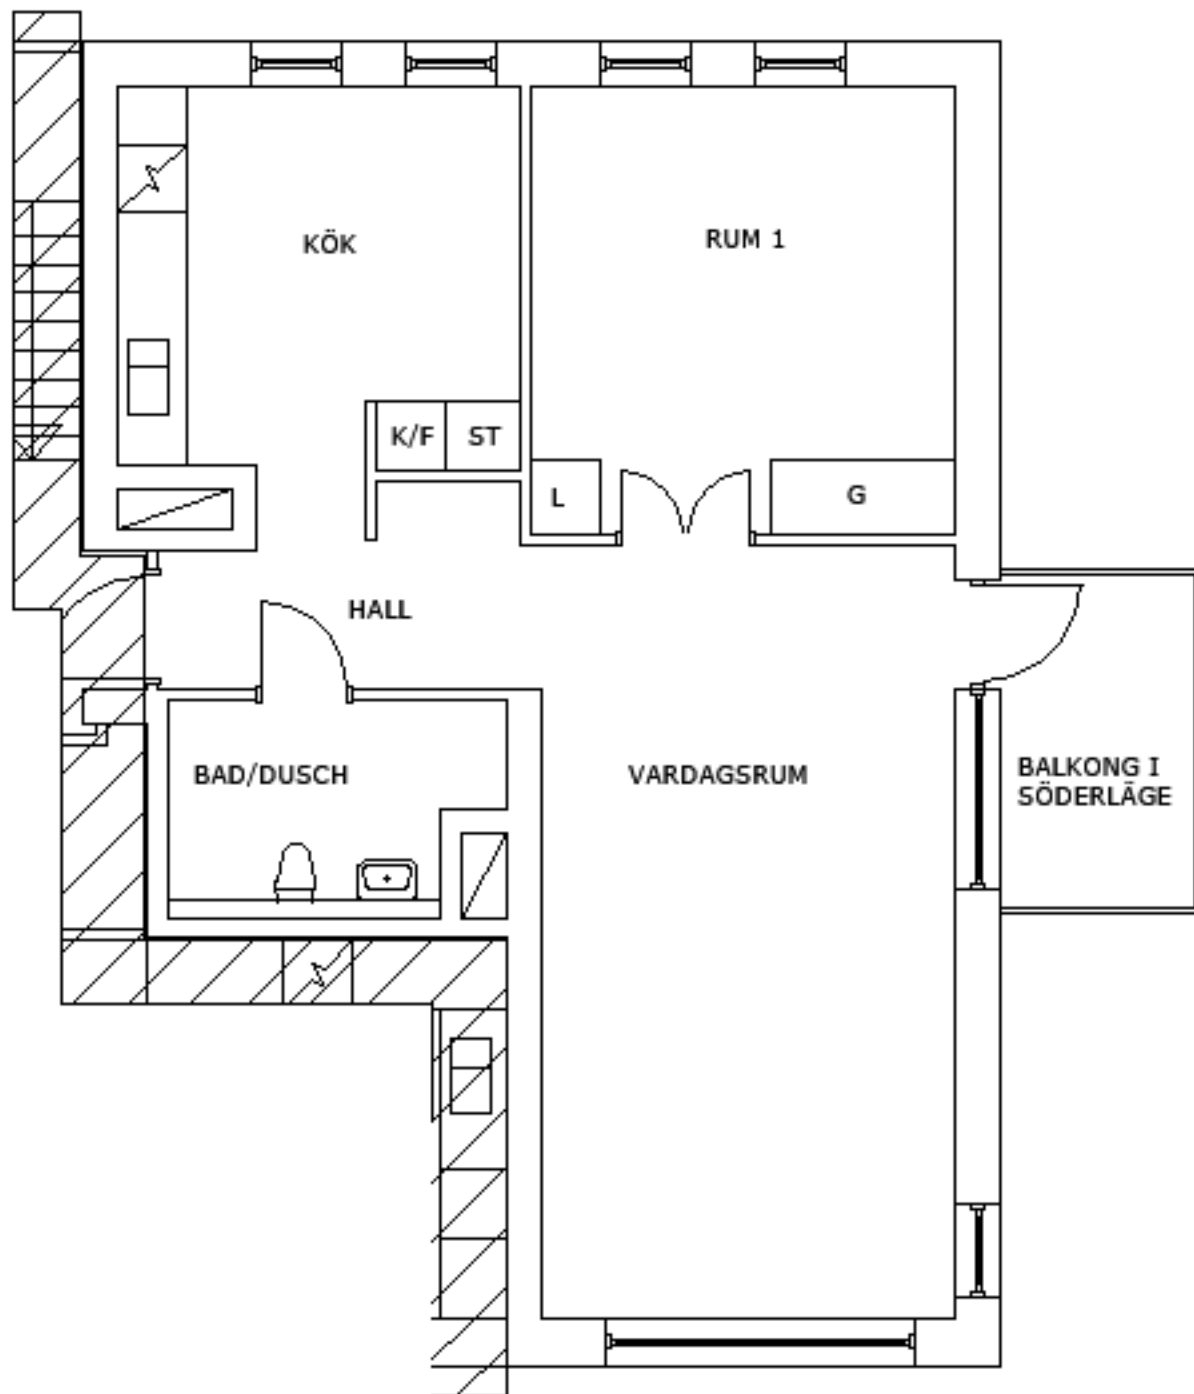 KÖK
RUM 1
K/F
ST
L
G
HALL
BAD/DUSCH
VARDAGSRUM
BALKONG I
SÖDERLÄGE